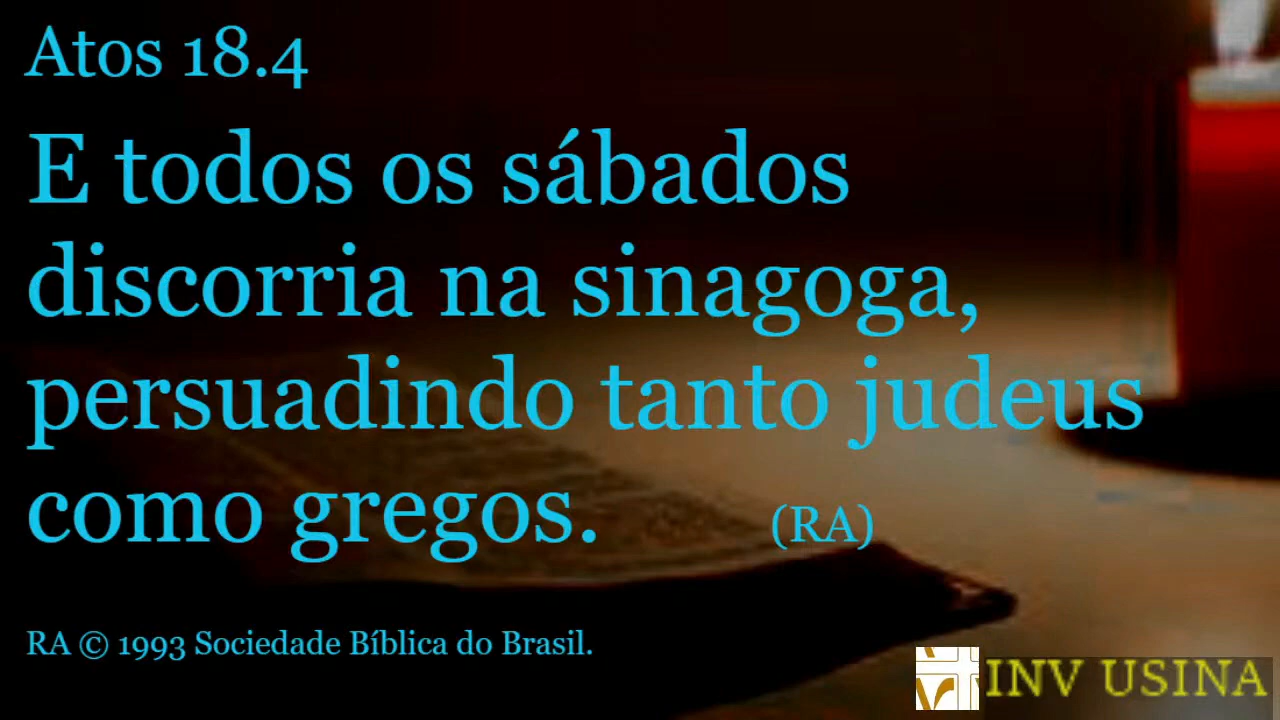 Atos 18.4
E todos os sábados
discorria na sinagoga,
persuadindo tanto judeus
como gregos. (RA)
RA © 1993 Sociedade Bíblica do Brasil.
INV USINA